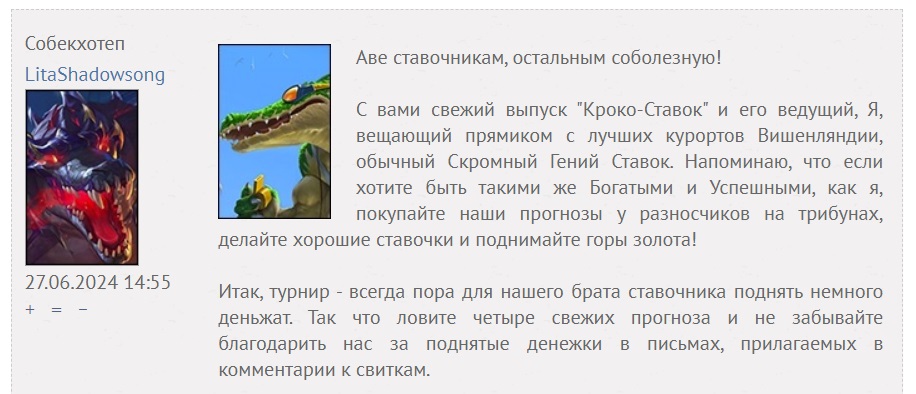 Собекхотеп
LitaShadowsong
27.06.2024 14:55
+ = −
Аве ставочникам, остальным соболезную!
С вами свежий выпуск "Кроко-Ставок" и его ведущий, Я,
вещающий прямиком с лучших курортов Вишенляндии,
обычный Скромный Гений Ставок. Напоминаю, что если
хотите быть такими же Богатыми и Успешными, как я,
покупайте наши прогнозы у разносчиков на трибунах,
делайте хорошие ставочки и поднимайте горы золота!
Итак, турнир - всегда пора для нашего брата ставочника поднять немного
деньжат. Так что ловите четыре свежих прогноза и не забывайте
благодарить нас за поднятые денежки в письмах, прилагаемых в
комментарии к свиткам.